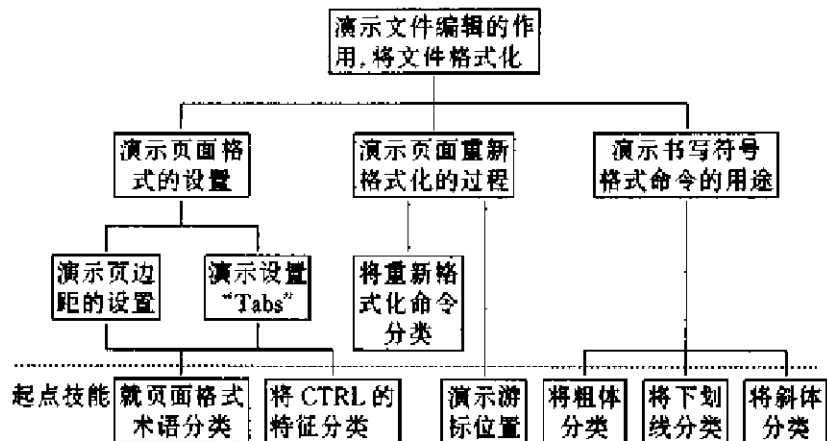 演示文件编辑的作
用,将文件格式化
演示页面格
式的设置
演示页面重新
格式化的过程
演示书写符号
格式命令的用途
演示页边
距的设置
演示设置
“Tabs”
将重新格
式化命令
分类
起点技能
就页面格式
术语分类
将 CTRL 的
特征分类
演示游
标位置
将粗体
分类
将下划
线分类
将斜体
分类